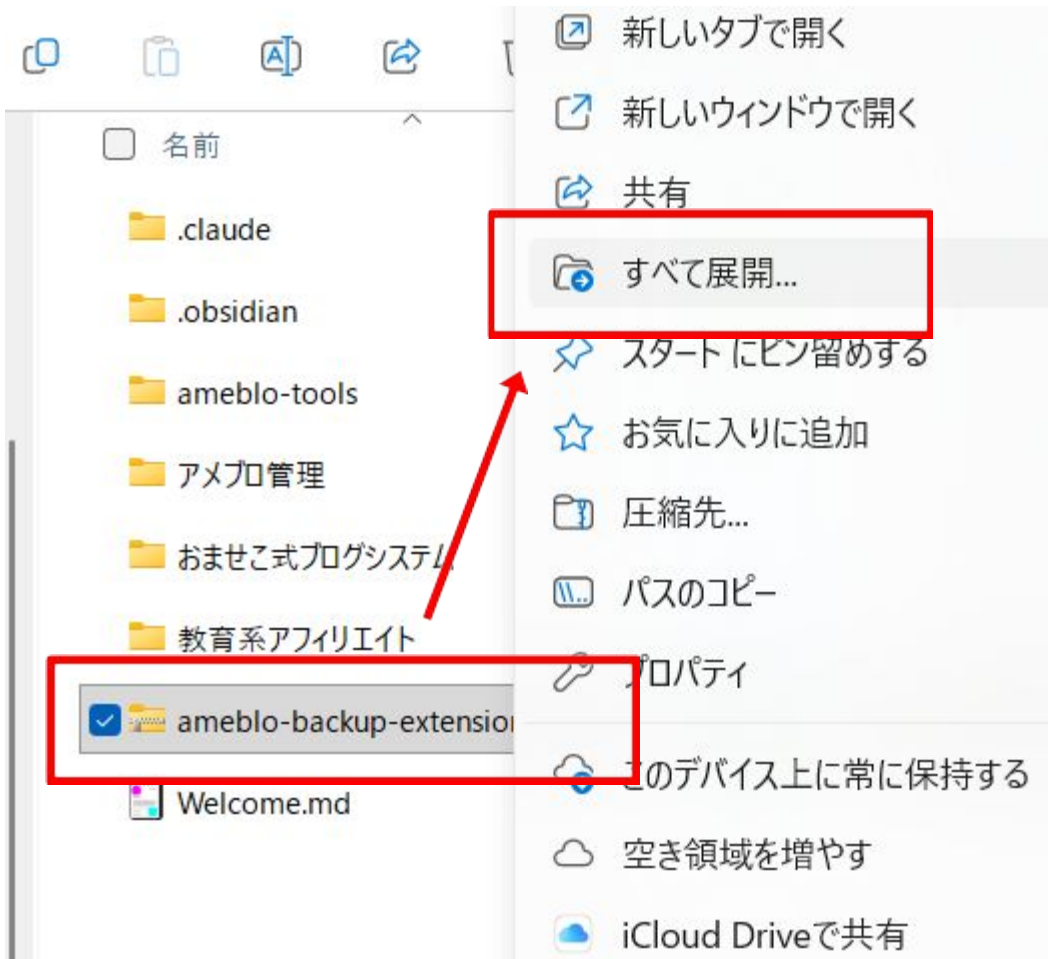 名前
.claude
.obsidian
ameblo-tools
アメブロ管理
おませこ式ブログシステム
教育系アフィリエイト
ameblo-backup-extension
Welcome.md
新しいタブで開く
新しいウィンドウで開く
共有
すべて展開...
スタート にピン留めする
お気に入りに追加
圧縮先...
パスのコピー
プロパティ
このデバイス上に常に保持する
空き領域を増やす
iCloud Driveで共有